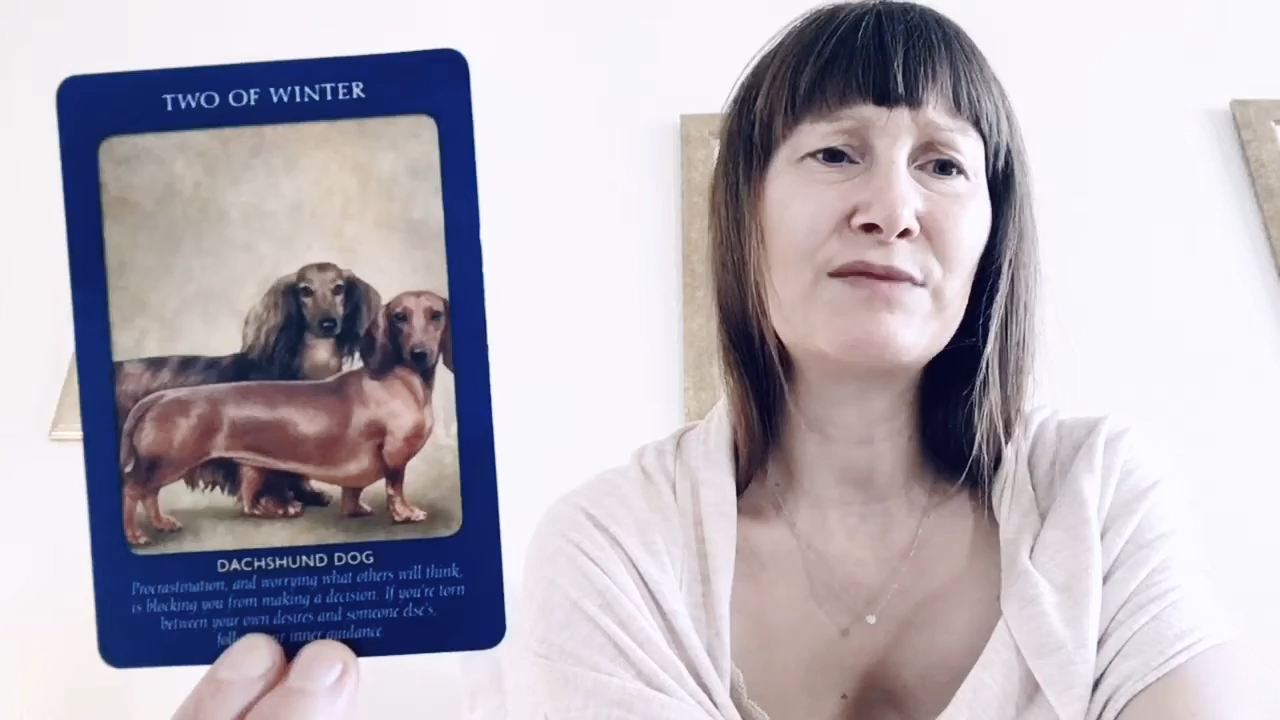 TWO OF WINTER
DACHSHUND DOG
Procrastination, and worrying what others will think,
is blocking you from making a decision. If you're torn
between your own desires and someone else's,
inner guidance